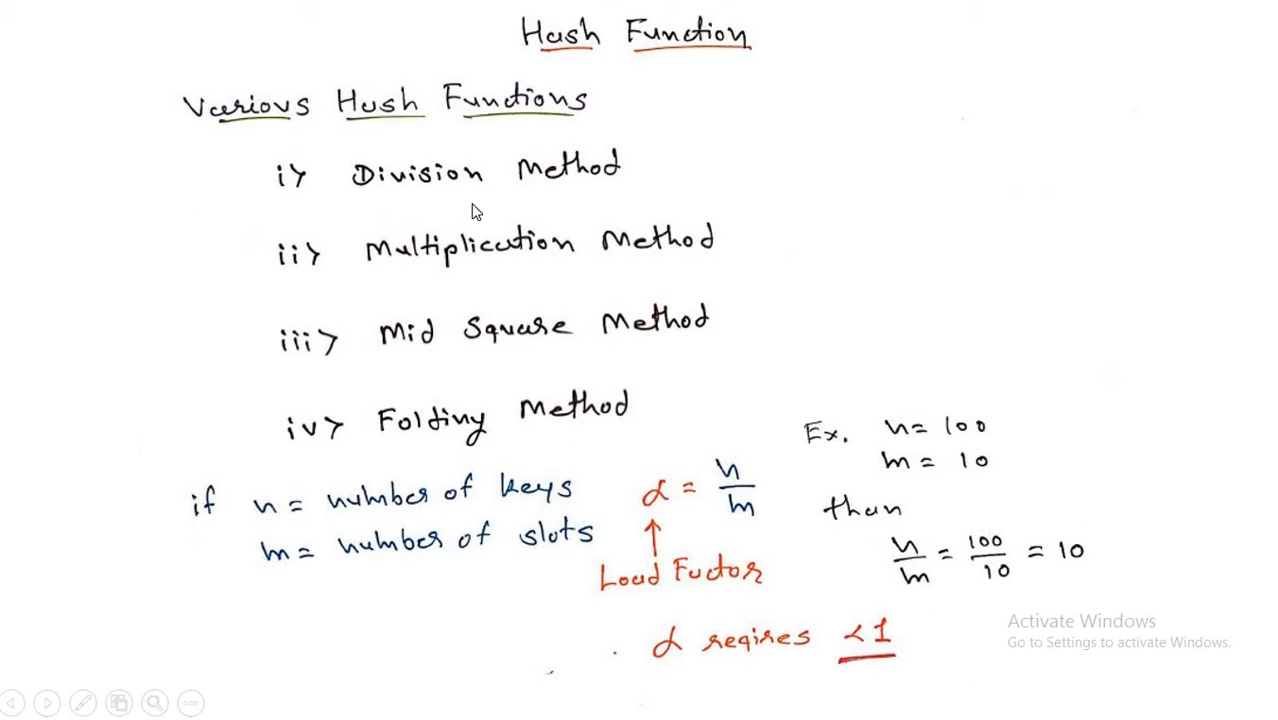 Hash Function
Various Hash Functions
i> Division Method
ii> Multiplication Method
iii> Mid Square Method
iv> Folding Method
if n = number of keys
m = number of slots
α = n/m
↑
Load Factor
α reqires <1
Ex. n = 100
m = 10
than
n/m = 100/10 = 10
Activate Windows
Go to Settings to activate Windows.